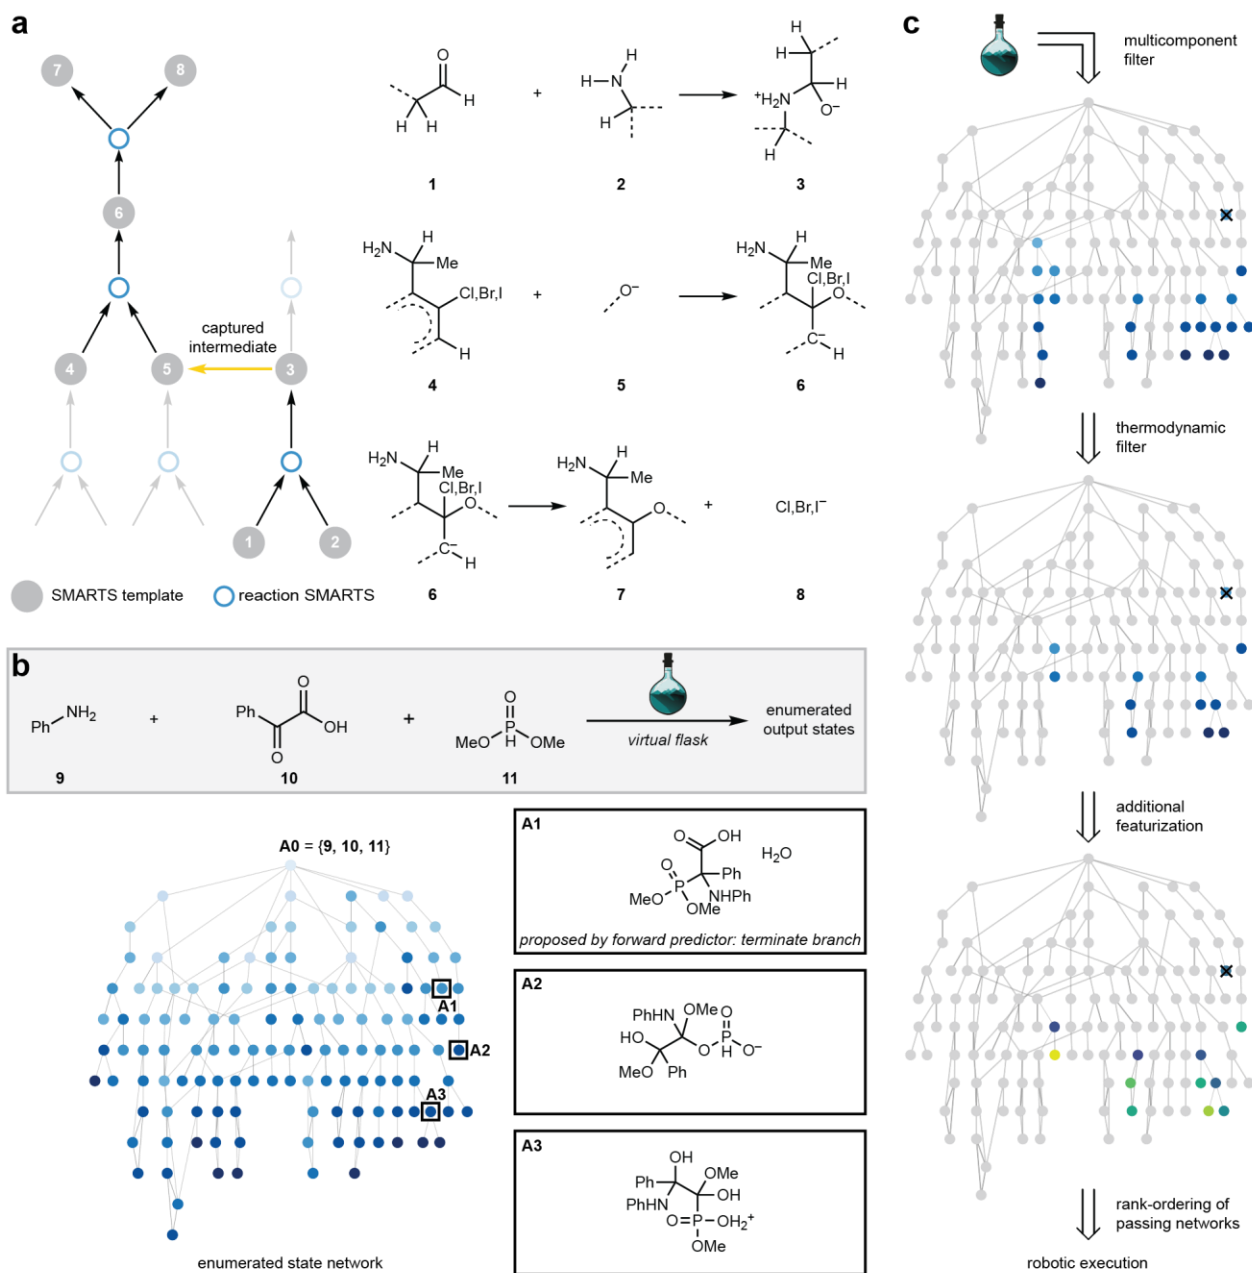 a
7
8
6
captured
intermediate
4
5
3
1
2
SMARTS template
reaction SMARTS
O
H
H H
1
+
H
H–N
H
2
H
H
⁺H₂N
O⁻
H
3
H₂N
H
Me
Cl,Br,I
H
4
+
O⁻
5
H₂N
H
Me
Cl,Br,I
O
C⁻
H
6
H₂N
H
Me
Cl,Br,I
O
C⁻
H
6
H₂N
H
Me
O
7
+
Cl,Br,I⁻
8
b
Ph
NH₂
9
+
O
Ph
OH
O
10
+
O
MeO
P
H
OMe
11
virtual flask
enumerated
output states
A0 = {9, 10, 11}
A1
A2
A3
enumerated state network
A1
O
OH
H₂O
O
Ph
P
MeO
OMe
NHPh
proposed by forward predictor: terminate branch
A2
PhHN
OMe
O
HO
P
O
H
O⁻
MeO
Ph
A3
OH
OMe
Ph
PhHN
OH
O
P
OH₂⁺
OMe
c
multicomponent
filter
thermodynamic
filter
additional
featurization
rank-ordering of
passing networks
robotic execution